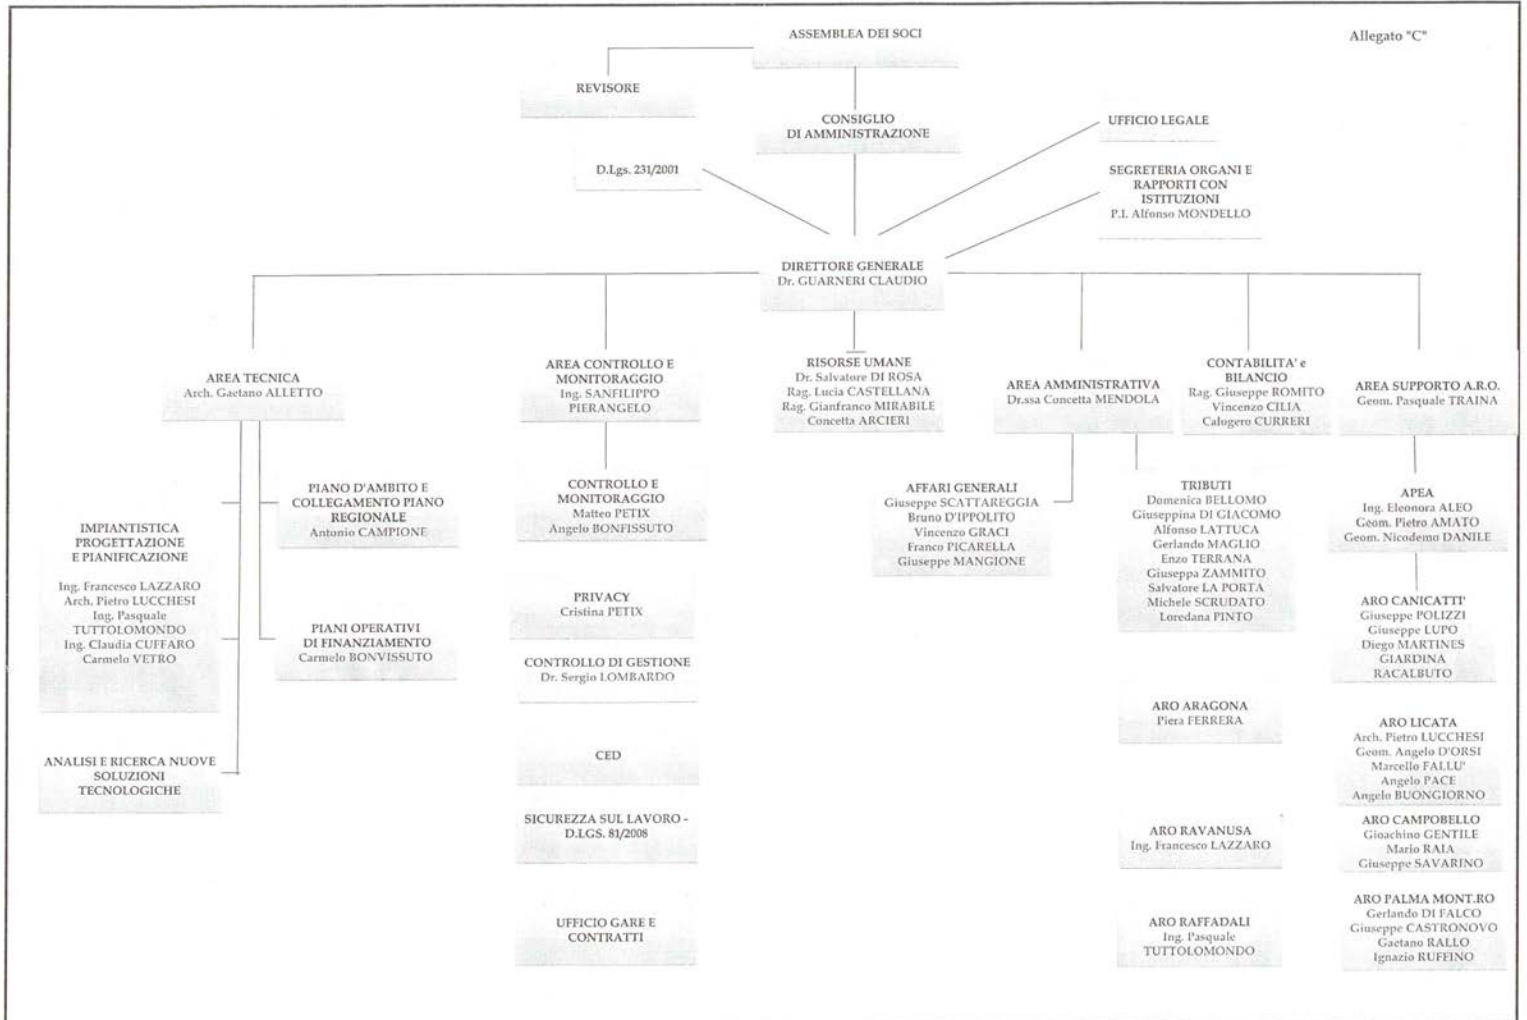 Allegato "C"
ASSEMBLEA DEI SOCI
REVISORE
CONSIGLIO
DI AMMINISTRAZIONE
UFFICIO LEGALE
D.Lgs. 231/2001
SEGRETERIA ORGANI E
RAPPORTI CON
ISTITUZIONI
P.I. Alfonso MONDELLO
DIRETTORE GENERALE
Dr. GUARNERI CLAUDIO
AREA TECNICA
Arch. Gaetano ALLETTO
AREA CONTROLLO E
MONITORAGGIO
Ing. SANFILIPPO
PIERANGELO
RISORSE UMANE
Dr. Salvatore DI ROSA
Rag. Lucia CASTELLANA
Rag. Gianfranco MIRABILE
Concetta ARCIERI
AREA AMMINISTRATIVA
Dr.ssa Concetta MENDOLA
CONTABILITA' e
BILANCIO
Rag. Giuseppe ROMITO
Vincenzo CILIA
Calogero CURRERI
AREA SUPPORTO A.R.O.
Geom. Pasquale TRAINA
IMPIANTISTICA
PROGETTAZIONE
E PIANIFICAZIONE
Ing. Francesco LAZZARO
Arch. Pietro LUCCHESI
Ing. Pasquale
TUTTOLOMONDO
Ing. Claudia CUFFARO
Carmelo VETRO
ANALISI E RICERCA NUOVE
SOLUZIONI
TECNOLOGICHE
PIANO D'AMBITO E
COLLEGAMENTO PIANO
REGIONALE
Antonio CAMPIONE
PIANI OPERATIVI
DI FINANZIAMENTO
Carmelo BONVISSUTO
CONTROLLO E
MONITORAGGIO
Matteo PETIX
Angelo BONFISSUTO
PRIVACY
Cristina PETIX
CONTROLLO DI GESTIONE
Dr. Sergio LOMBARDO
CED
SICUREZZA SUL LAVORO -
D.LGS. 81/2008
UFFICIO GARE E
CONTRATTI
AFFARI GENERALI
Giuseppe SCATTAREGGIA
Bruno D'IPPOLITO
Vincenzo GRACI
Franco PICARELLA
Giuseppe MANGIONE
TRIBUTI
Domenica BELLOMO
Giuseppina DI GIACOMO
Alfonso LATTUCA
Gerlando MAGLIO
Enzo TERRANA
Giuseppa ZAMMITO
Salvatore LA PORTA
Michele SCRUDATO
Loredana PINTO
ARO ARAGONA
Piera FERRERA
ARO RAVANUSA
Ing. Francesco LAZZARO
ARO RAFFADALI
Ing. Pasquale
TUTTOLOMONDO
APEA
Ing. Eleonora ALEO
Geom. Pietro AMATO
Geom. Nicodemo DANILE
ARO CANICATTI'
Giuseppe POLIZZI
Giuseppe LUPO
Diego MARTINES
GIARDINA
RACALBUTO
ARO LICATA
Arch. Pietro LUCCHESI
Geom. Angelo D'ORSI
Marcello FALLU'
Angelo PACE
Angelo BUONGIORNO
ARO CAMPOBELLO
Gioachino GENTILE
Mario RAIA
Giuseppe SAVARINO
ARO PALMA MONT.RO
Gerlando DI FALCO
Giuseppe CASTRONOVO
Gaetano RALLO
Ignazio RUFFINO